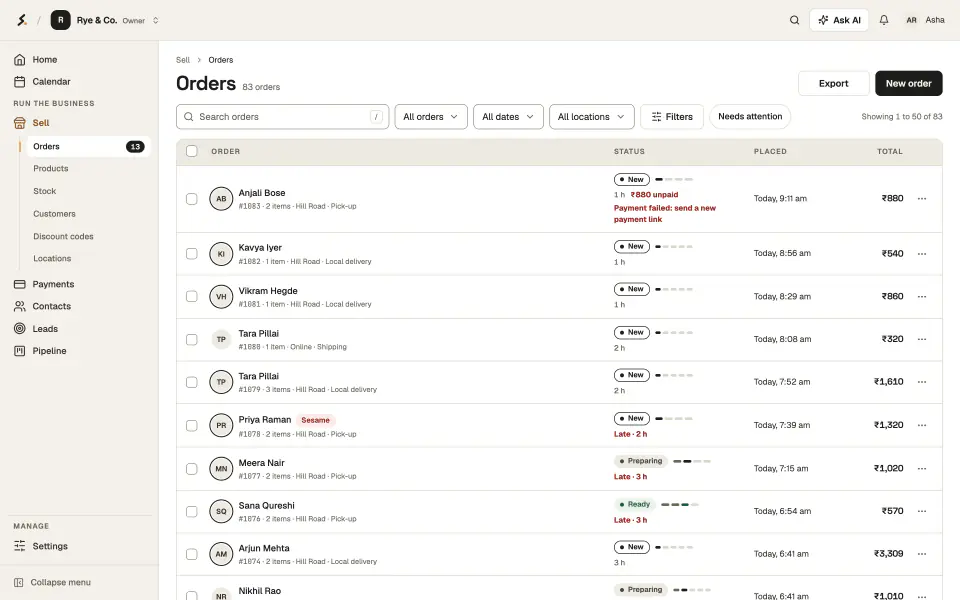 / R Rye & Co. Owner
Ask AI AR Asha
Home
Calendar
RUN THE BUSINESS
Sell
Orders 13
Products
Stock
Customers
Discount codes
Locations
Payments
Contacts
Leads
Pipeline
MANAGE
Settings
Collapse menu
Sell > Orders
Orders 83 orders
Export New order
Search orders / All orders All dates All locations Filters Needs attention Showing 1 to 50 of 83
ORDER STATUS PLACED TOTAL
AB Anjali Bose New Today, 9:11 am ₹880 ...
#1083 · 2 items · Hill Road · Pick-up
1 h ₹880 unpaid
Payment failed: send a new
payment link
KI Kavya Iyer New Today, 8:56 am ₹540 ...
#1082 · 1 item · Hill Road · Local delivery
1 h
VH Vikram Hegde New Today, 8:29 am ₹860 ...
#1081 · 1 item · Hill Road · Local delivery
1 h
TP Tara Pillai New Today, 8:08 am ₹320 ...
#1080 · 1 item · Online · Shipping
2 h
TP Tara Pillai New Today, 7:52 am ₹1,610 ...
#1079 · 3 items · Hill Road · Local delivery
2 h
PR Priya Raman Sesame New Today, 7:39 am ₹1,320 ...
#1078 · 2 items · Hill Road · Pick-up
Late · 2 h
MN Meera Nair Preparing Today, 7:15 am ₹1,020 ...
#1077 · 2 items · Hill Road · Pick-up
Late · 3 h
SQ Sana Qureshi Ready Today, 6:54 am ₹570 ...
#1076 · 2 items · Hill Road · Pick-up
Late · 3 h
AM Arjun Mehta New Today, 6:41 am ₹3,309 ...
#1074 · 2 items · Hill Road · Local delivery
3 h
NR Nikhil Rao Preparing Today, 6:41 am ₹1,010 ...